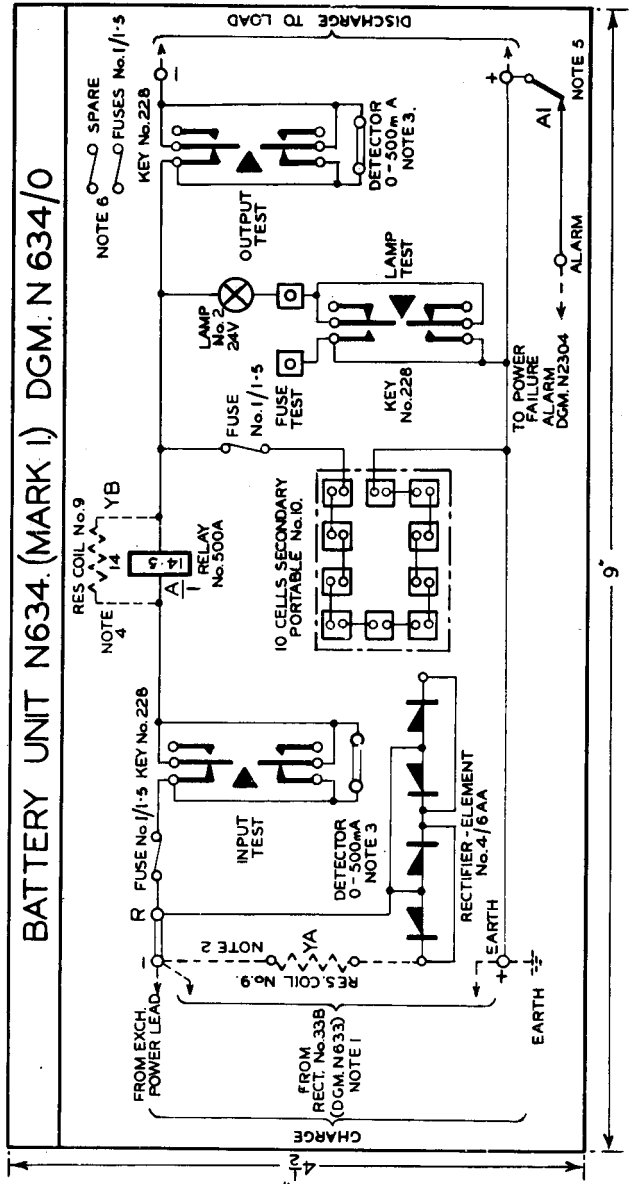 BATTERY UNIT N634. (MARK 1.) DGM. N 634/0
NOTE 6
SPARE
FUSES No.1/1·5
RES COIL No.9
14
YB
NOTE
4
14·5
A
1
RELAY
No.500A
FROM EXCH.
POWER LEAD
–
R
FUSE No.1/1·5
KEY No.228
INPUT
TEST
DETECTOR
0-500mA
NOTE 3
NOTE 2
YA
RES. COIL No.9.
CHARGE
FROM
RECT. No.33B
(DGM. N633)
NOTE 1
RECTIFIER-ELEMENT
No.4/6AA
EARTH
+
EARTH
FUSE
No.1/1·5
10 CELLS SECONDARY
PORTABLE No.10.
LAMP
No.2
24V
FUSE
TEST
KEY
No.228
LAMP
TEST
KEY No.228
OUTPUT
TEST
DETECTOR
0-500mA
NOTE 3.
–
DISCHARGE TO LOAD
+
A1
NOTE 5
ALARM
TO POWER
FAILURE
ALARM
DGM. N2304
4½"
9"